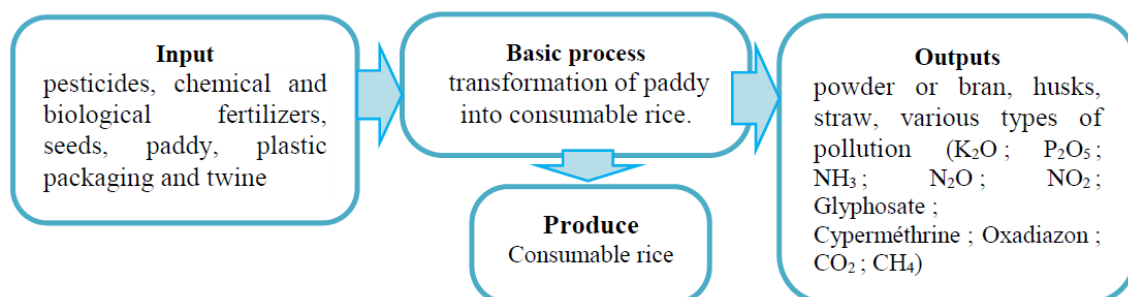 Input
pesticides, chemical and
biological fertilizers,
seeds, paddy, plastic
packaging and twine
Basic process
transformation of paddy
into consumable rice.
Produce
Consumable rice
Outputs
powder or bran, husks,
straw, various types of
pollution (K₂O ; P₂O₅ ;
NH₃ ; N₂O ; NO₂ ;
Glyphosate ;
Cyperméthrine ; Oxadiazon ;
CO₂ ; CH₄)